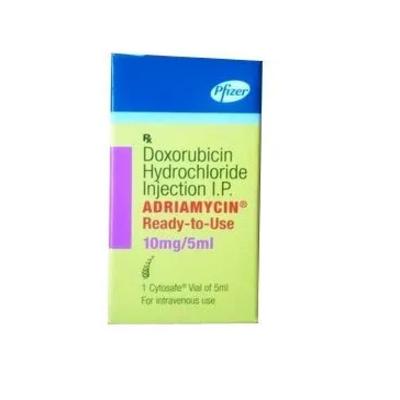 Pfizer
℞
Doxorubicin
Hydrochloride
Injection I.P.
ADRIAMYCIN®
Ready-to-Use
10mg/5ml
1 Cytosafe® Vial of 5ml
For intravenous use